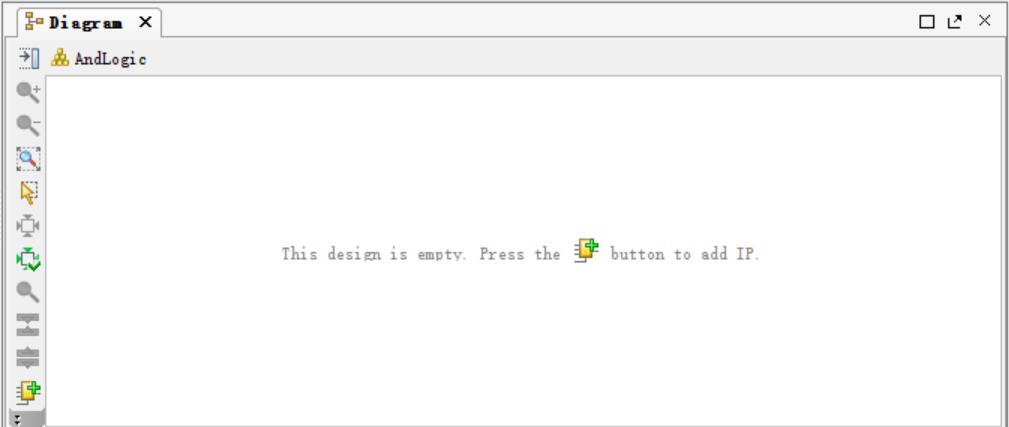 Diagram
AndLogic
This design is empty. Press the button to add IP.